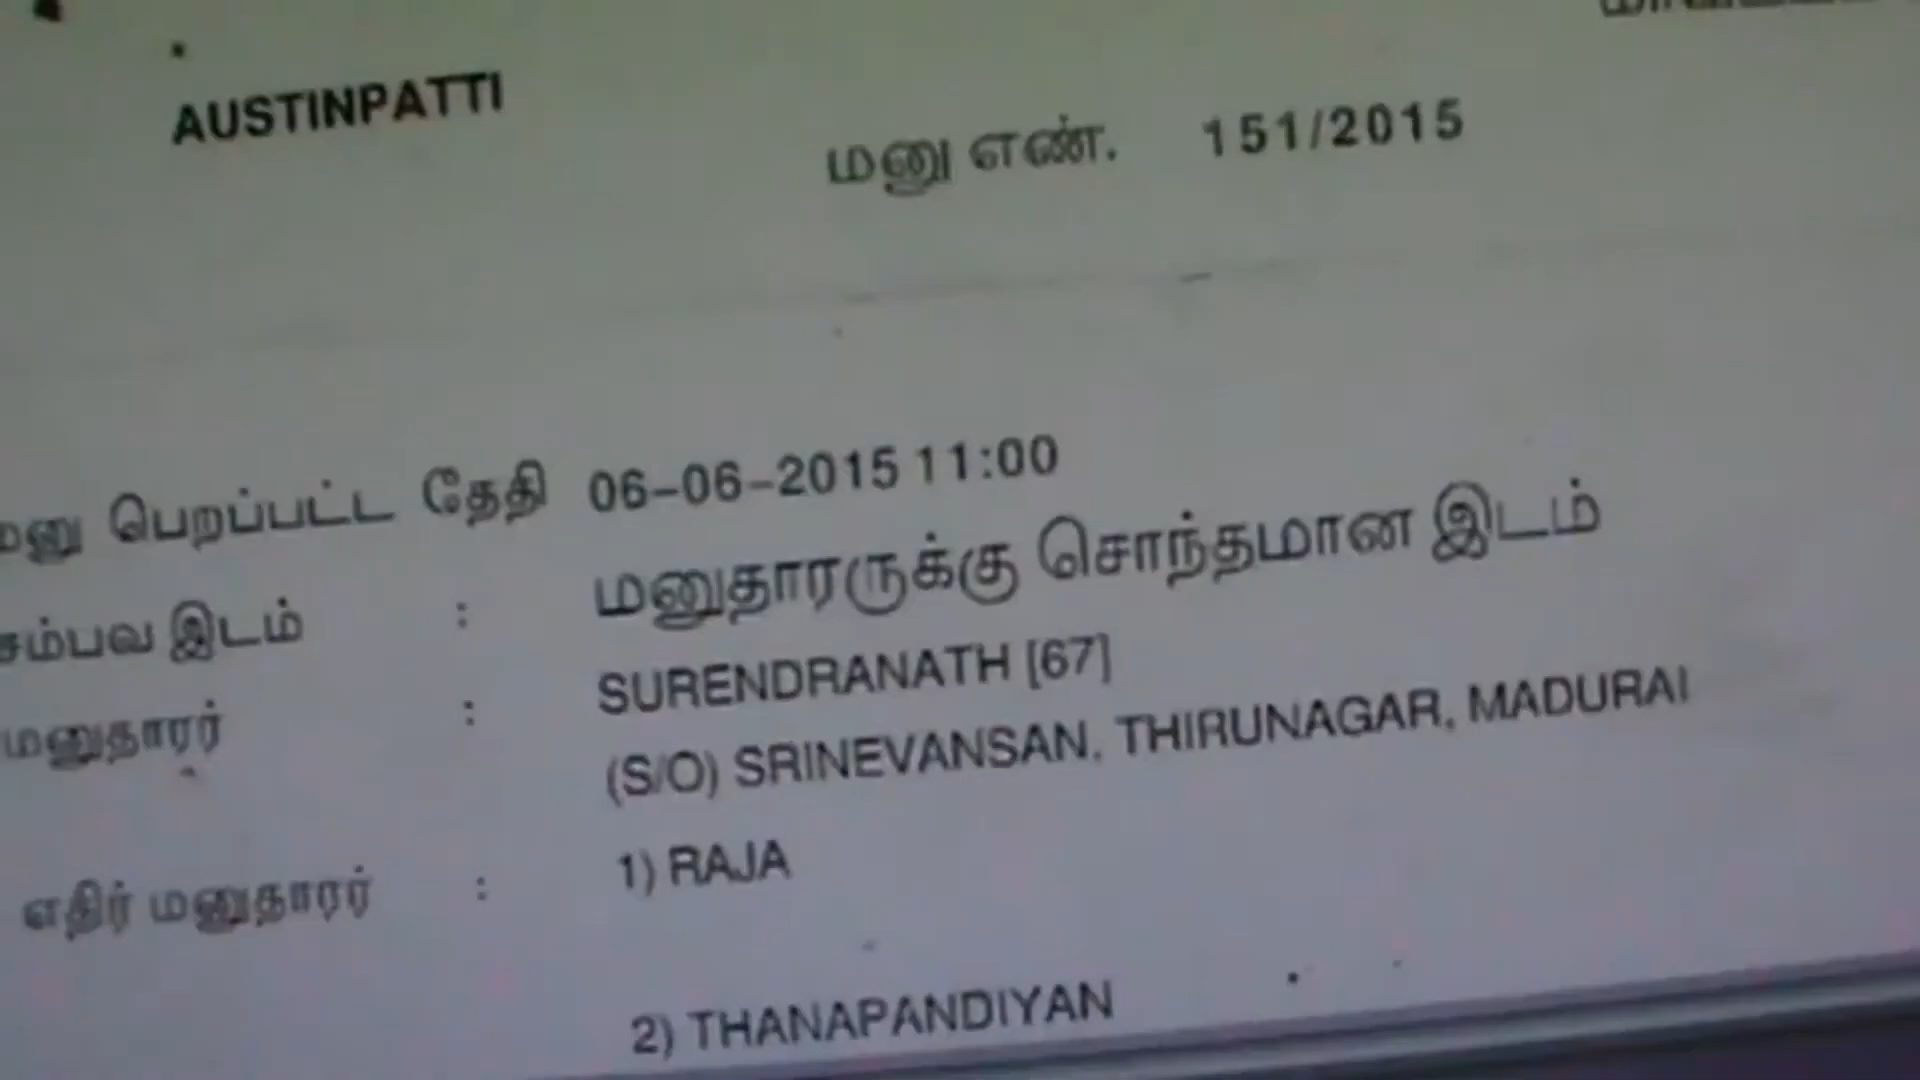 AUSTINPATTI
மனு எண். 151/2015
மனு பெறப்பட்ட தேதி 06-06-2015 11:00
சம்பவ இடம் : மனுதாரருக்கு சொந்தமான இடம்
மனுதாரர் : SURENDRANATH [67]
(S/O) SRINEVANSAN, THIRUNAGAR, MADURAI
எதிர் மனுதாரர் : 1) RAJA
2) THANAPANDIYAN